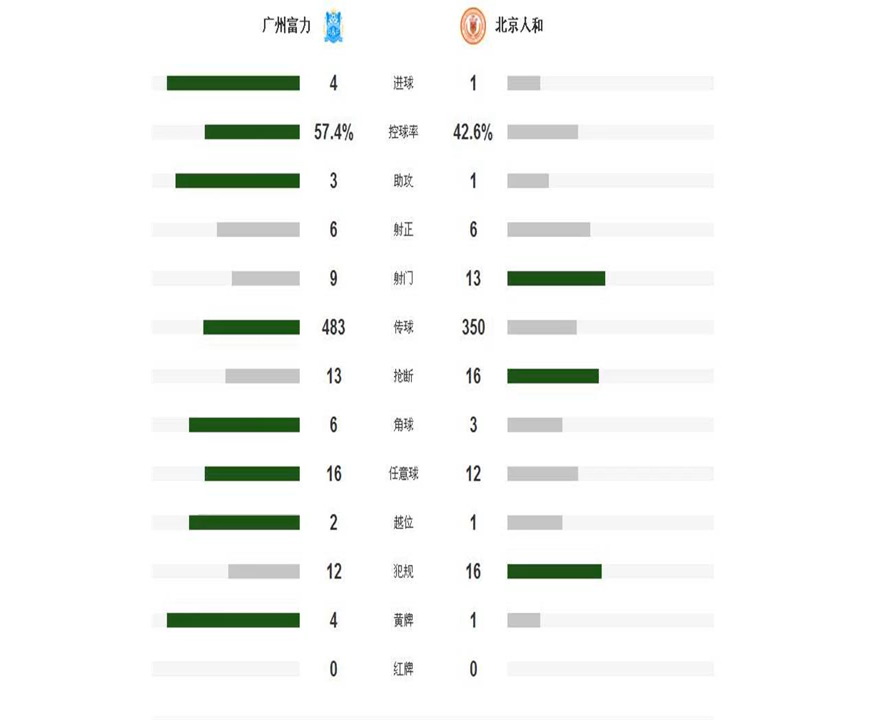 广州富力 北京人和
4 进球 1
57.4% 控球率 42.6%
3 助攻 1
6 射正 6
9 射门 13
483 传球 350
13 抢断 16
6 角球 3
16 任意球 12
2 越位 1
12 犯规 16
4 黄牌 1
0 红牌 0